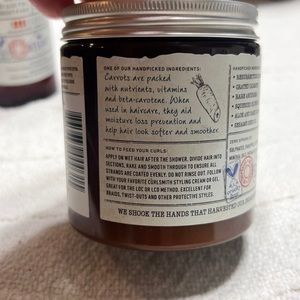 ONE OF OUR HANDPICKED INGREDIENTS:
Carrots are packed
with nutrients, vitamins
and beta-carotene. When
used in haircare, they aid
moisture loss prevention and
help hair look softer and smoother.
HOW TO FEED YOUR CURLS:
APPLY ON WET HAIR AFTER THE SHOWER. DIVIDE HAIR INTO
SECTIONS, RAKE AND SMOOTH THROUGH TO ENSURE ALL
STRANDS ARE COATED EVENLY. DO NOT RINSE OUT. FOLLOW
WITH YOUR FAVORITE CURLSMITH STYLING CREAM OR GEL.
GREAT FOR THE LOC OR LCO METHOD. EXCELLENT FOR
BRAIDS, TWIST-OUTS AND OTHER PROTECTIVE STYLES.
WE SHOOK THE HANDS THAT HARVESTED OUR
HANDPICKED